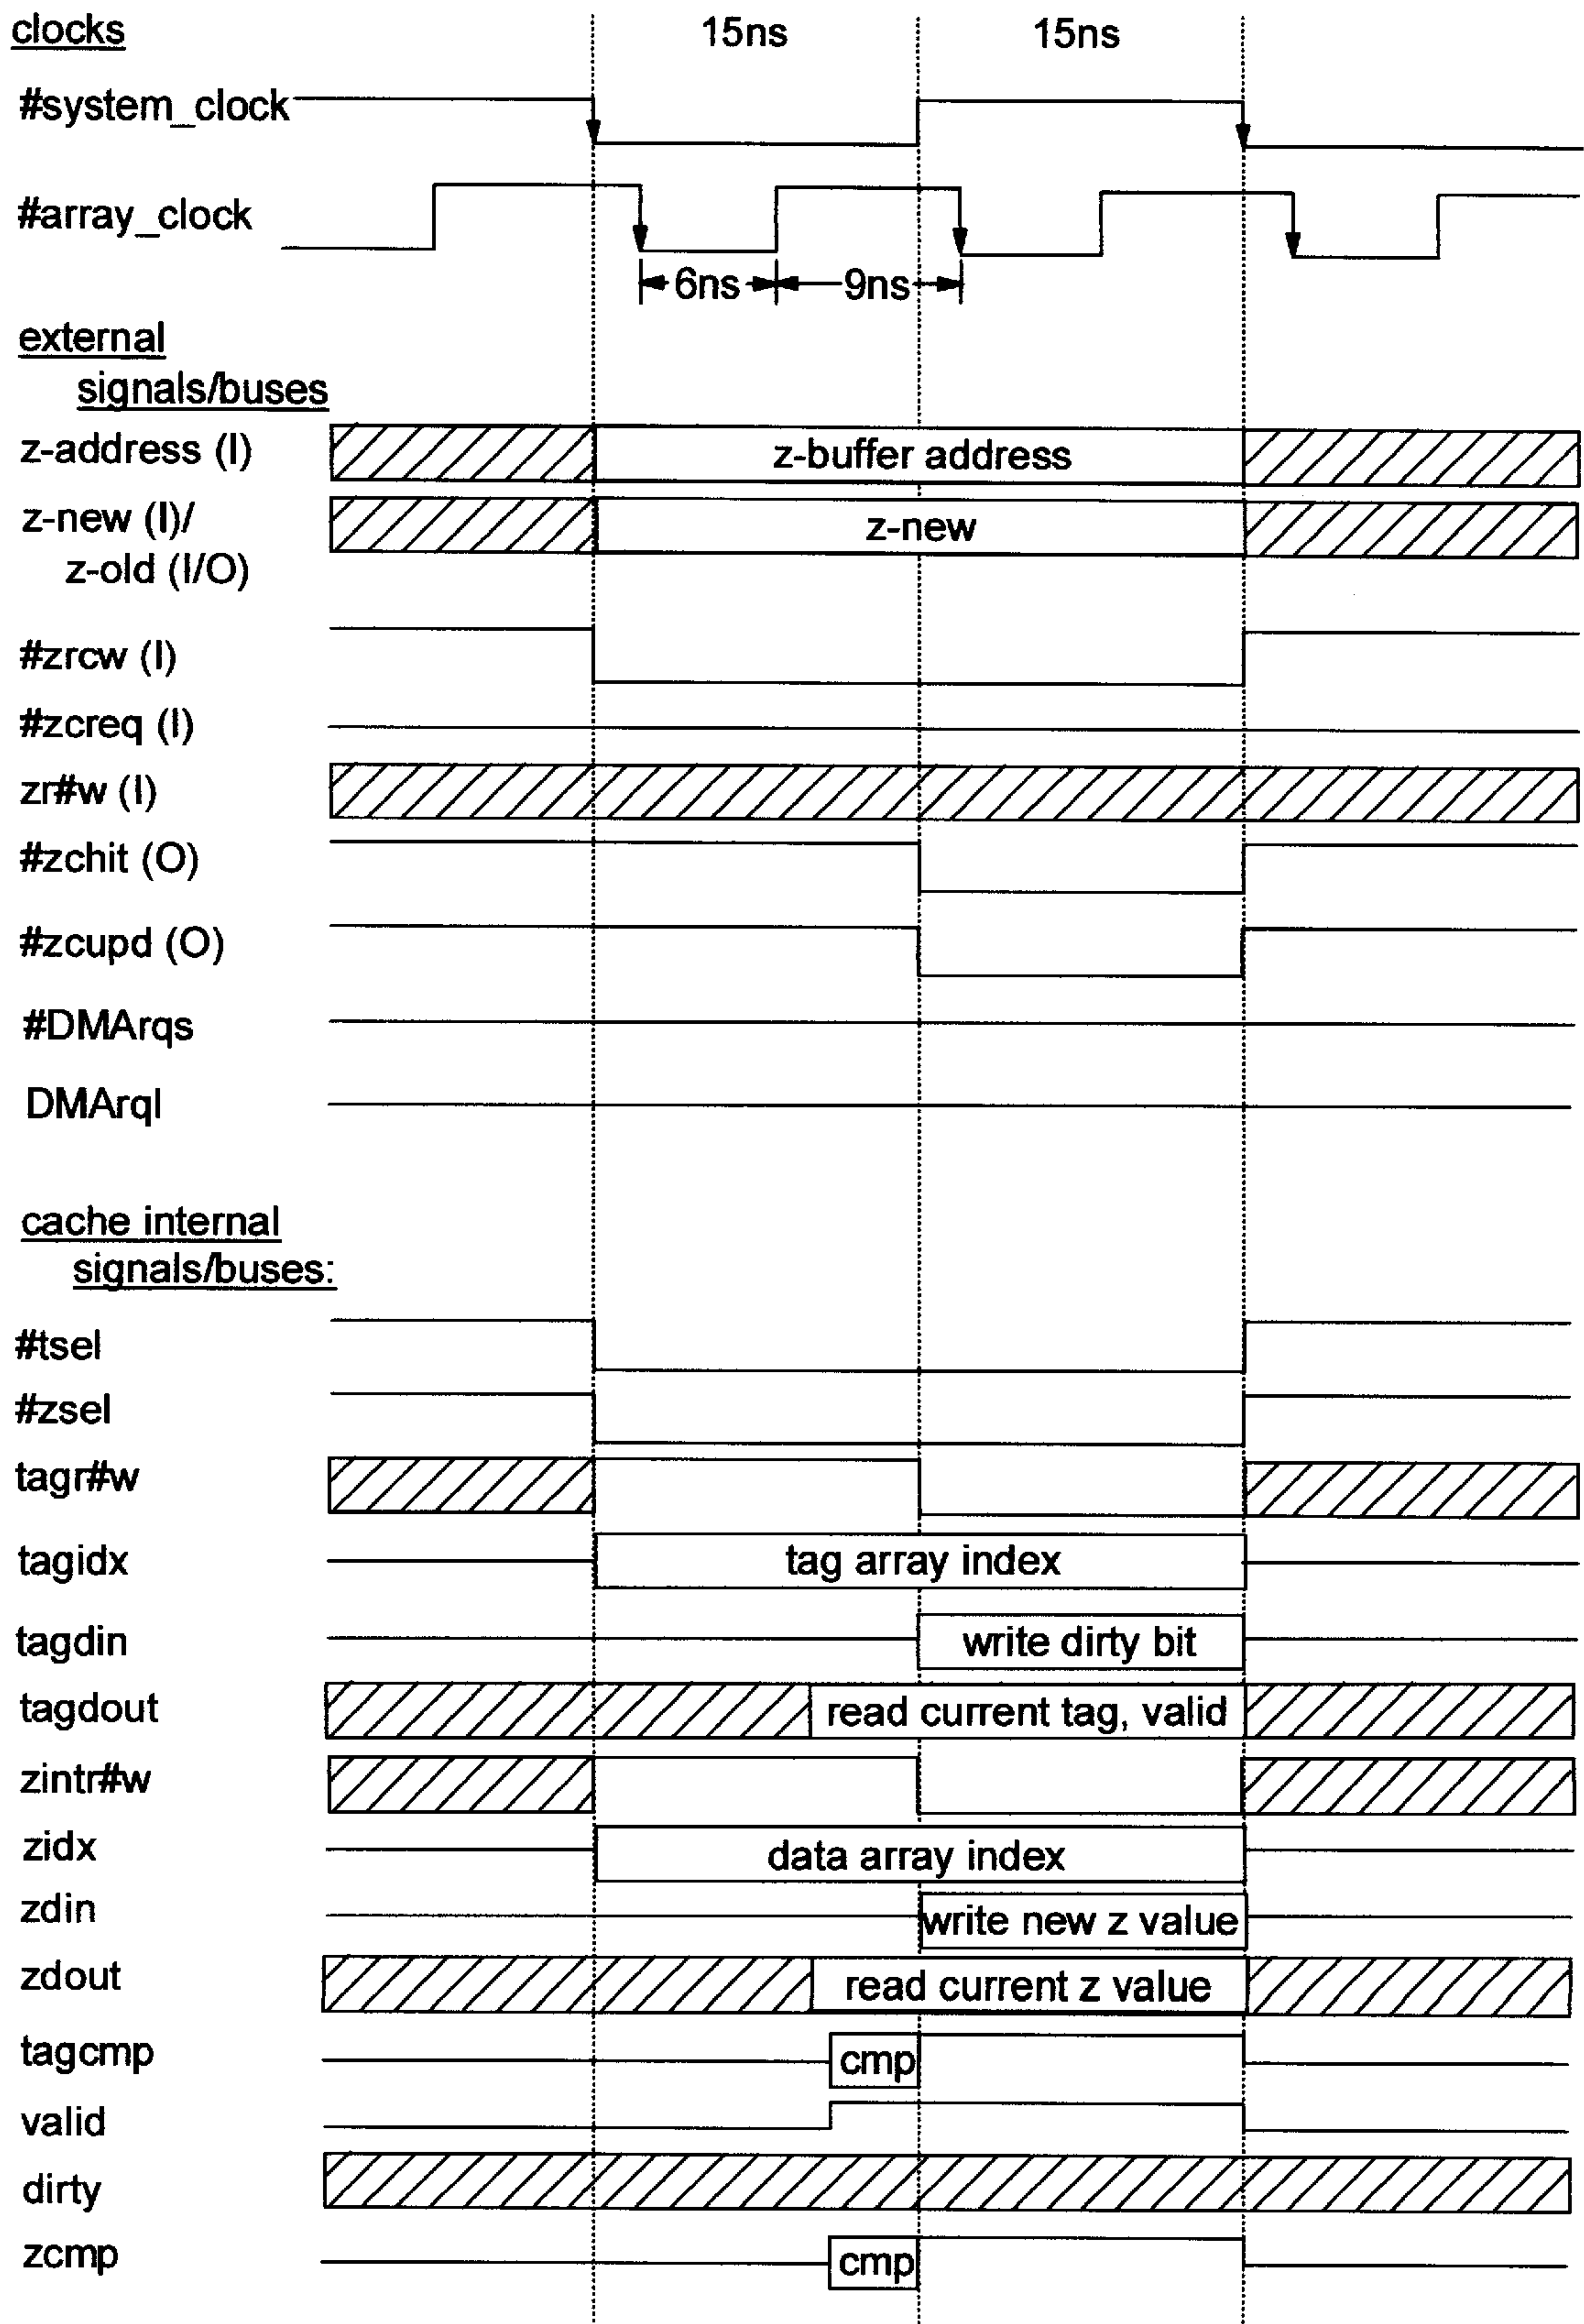 clocks
15ns 15ns
#system_clock
#array_clock
6ns 9ns
external
signals/buses
z-address (I) z-buffer address
z-new (I)/ z-new
z-old (I/O)
#zrcw (I)
#zcreq (I)
zr#w (I)
#zchit (O)
#zcupd (O)
#DMArqs
DMArql
cache internal
signals/buses:
#tsel
#zsel
tagr#w
tagidx tag array index
tagdin write dirty bit
tagdout read current tag, valid
zintr#w
zidx data array index
zdin write new z value
zdout read current z value
tagcmp cmp
valid
dirty
zcmp cmp